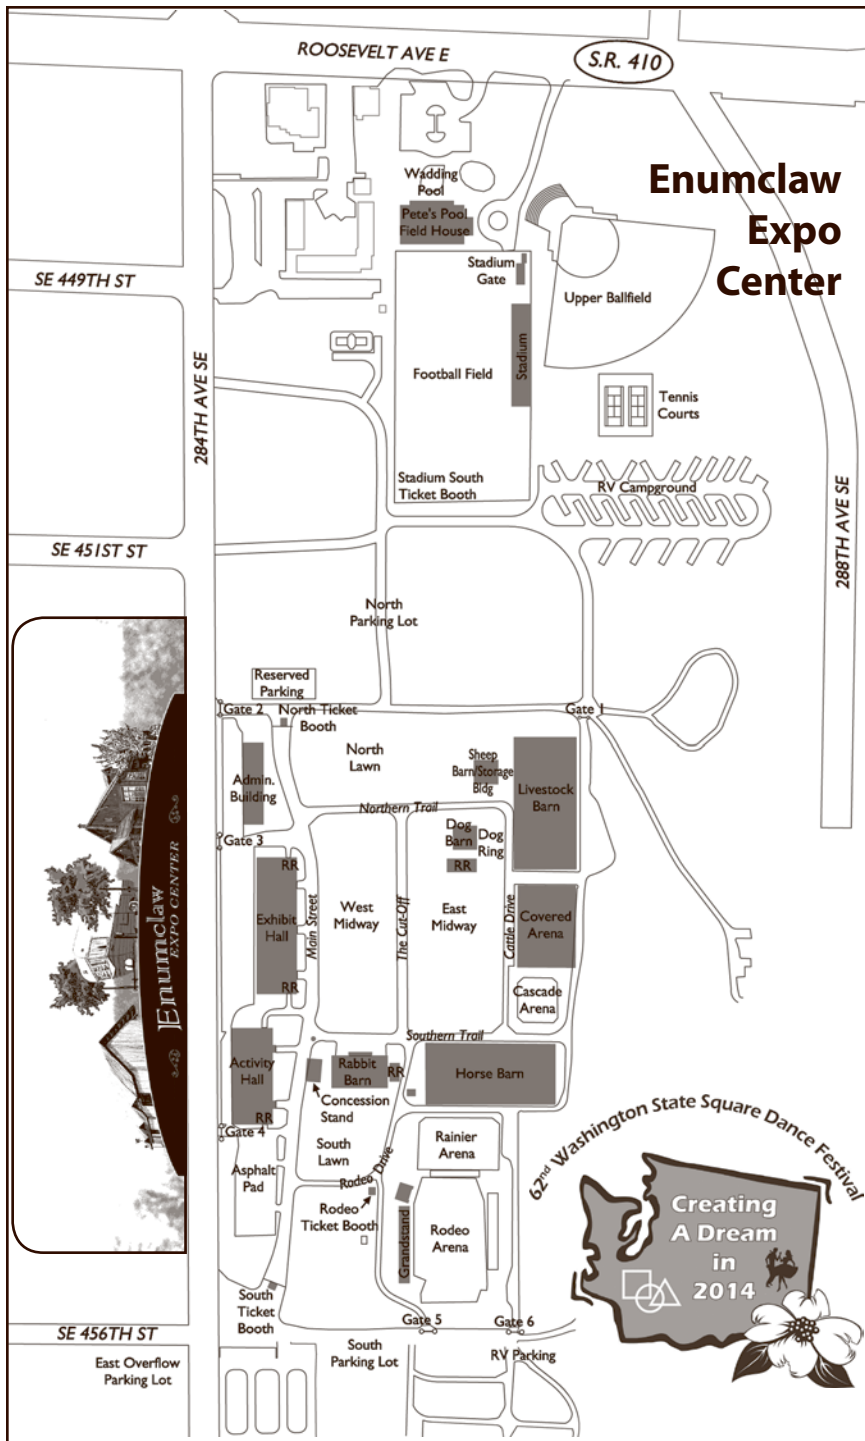 ROOSEVELT AVE E
S.R. 410
Enumclaw
Expo
Center
Wadding
Pool
Pete's Pool
Field House
Stadium
Gate
SE 449TH ST
Upper Ballfield
284TH AVE SE
Football Field
Stadium
Tennis
Courts
Stadium South
Ticket Booth
RV Campground
SE 451ST ST
288TH AVE SE
North
Parking Lot
Reserved
Parking
Gate 2
North Ticket
Booth
Gate 1
North
Lawn
Sheep
Barn/Storage
Bldg
Admin.
Building
Livestock
Barn
Northern Trail
Dog
Barn
Dog
Ring
Gate 3
RR
RR
Exhibit
Hall
Main Street
West
Midway
The Cut-Off
East
Midway
Cattle Drive
Covered
Arena
RR
Cascade
Arena
Enumclaw
EXPO CENTER
Southern Trail
Activity
Hall
Rabbit
Barn
RR
Horse Barn
Concession
Stand
RR
Gate 4
South
Lawn
Rainier
Arena
Asphalt
Pad
Rodeo Drive
Rodeo
Ticket Booth
Grandstand
Rodeo
Arena
62nd Washington State Square Dance Festival
Creating
A Dream
in
2014
South
Ticket
Booth
SE 456TH ST
Gate 5
Gate 6
East Overflow
Parking Lot
South
Parking Lot
RV Parking